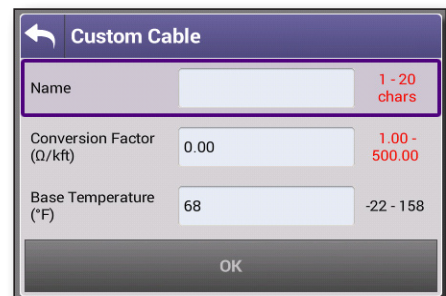 Custom Cable
Name
1 - 20
chars
Conversion Factor
(Ω/kft)
0.00
1.00 -
500.00
Base Temperature
(°F)
68
-22 - 158
OK